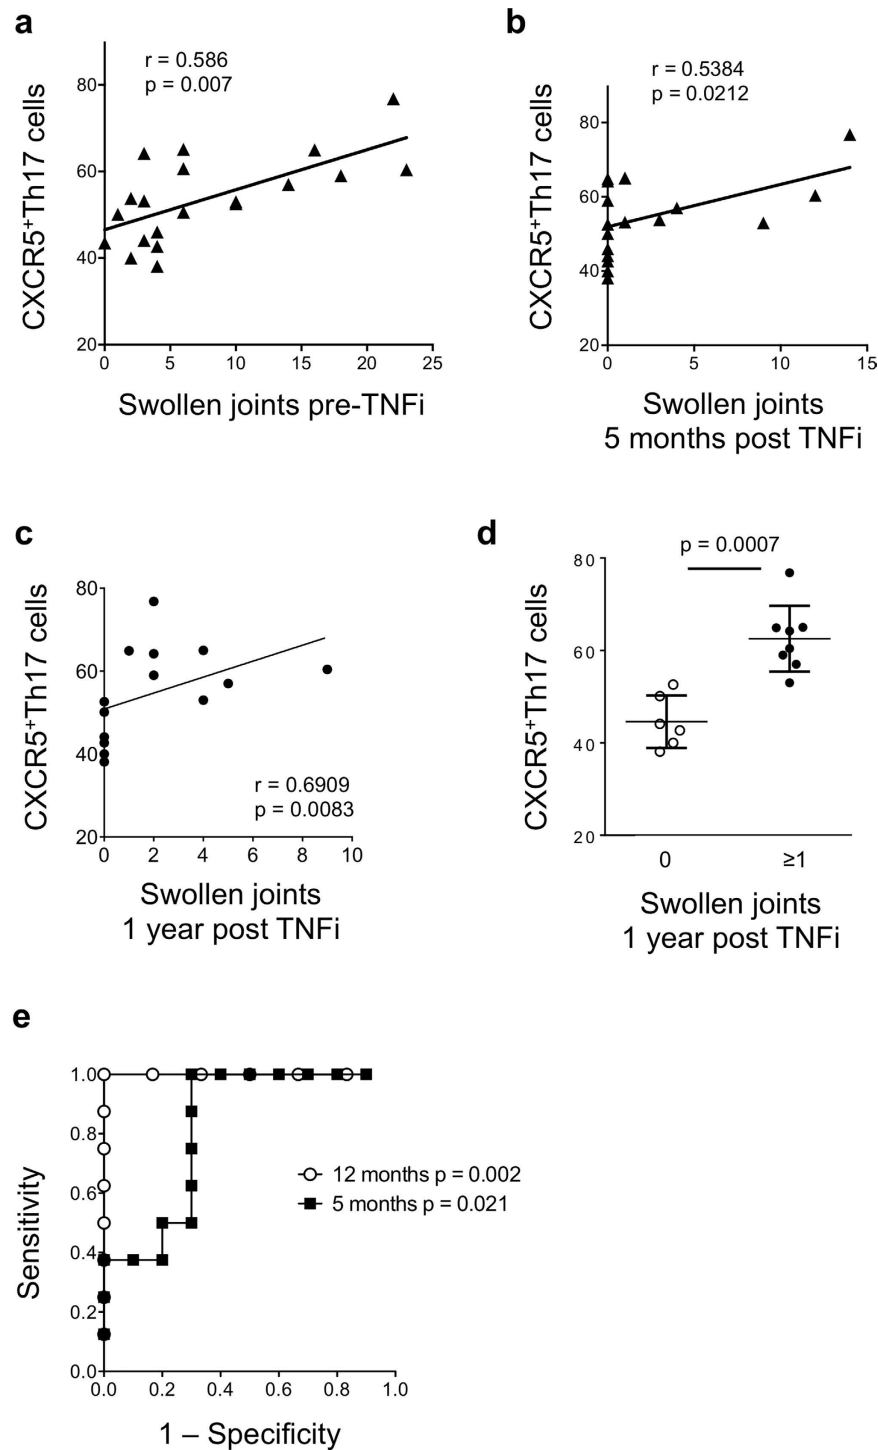 a
r = 0.586
p = 0.007
CXCR5+Th17 cells
80
60
40
20
0 5 10 15 20 25
Swollen joints pre-TNFi
b
r = 0.5384
p = 0.0212
CXCR5+Th17 cells
80
60
40
20
0 5 10 15
Swollen joints
5 months post TNFi
c
CXCR5+Th17 cells
80
60
40
20
r = 0.6909
p = 0.0083
0 2 4 6 8 10
Swollen joints
1 year post TNFi
d
p = 0.0007
CXCR5+Th17 cells
80
60
40
20
0 ≥1
Swollen joints
1 year post TNFi
e
Sensitivity
1.0
0.8
0.6
0.4
0.2
0.0
12 months p = 0.002
5 months p = 0.021
0.0 0.2 0.4 0.6 0.8 1.0
1 – Specificity